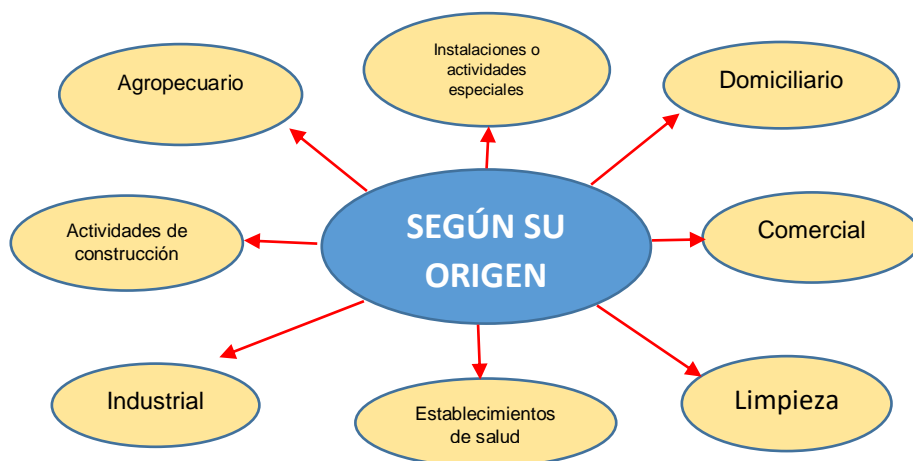 Instalaciones o
actividades
especiales
Agropecuario
Domiciliario
SEGÚN SU
ORIGEN
Actividades de
construcción
Comercial
Industrial
Establecimientos
de salud
Limpieza